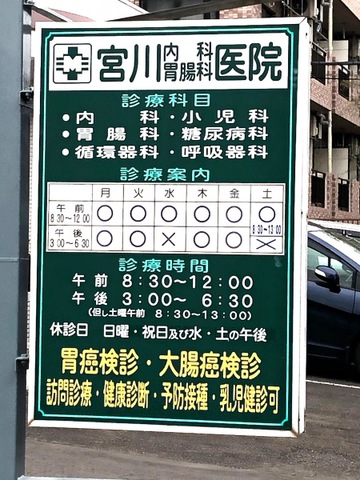 宮川 内科 胃腸科 医院
診療科目
・内科・小児科
・胃腸科・糖尿病科
・循環器科・呼吸器科
診療案内
月 火 水 木 金 土
午前 8:30~12:00 ○ ○ ○ ○ ○ ○ 8:30~13:00
午後 3:00~6:30 ○ ○ × ○ ○ ×
診療時間
午前 8:30~12:00
午後 3:00~ 6:30
(但し土曜午前 8:30~13:00)
休診日 日曜・祝日及び水・土の午後
胃癌検診・大腸癌検診
訪問診療・健康診断・予防接種・乳児健診可